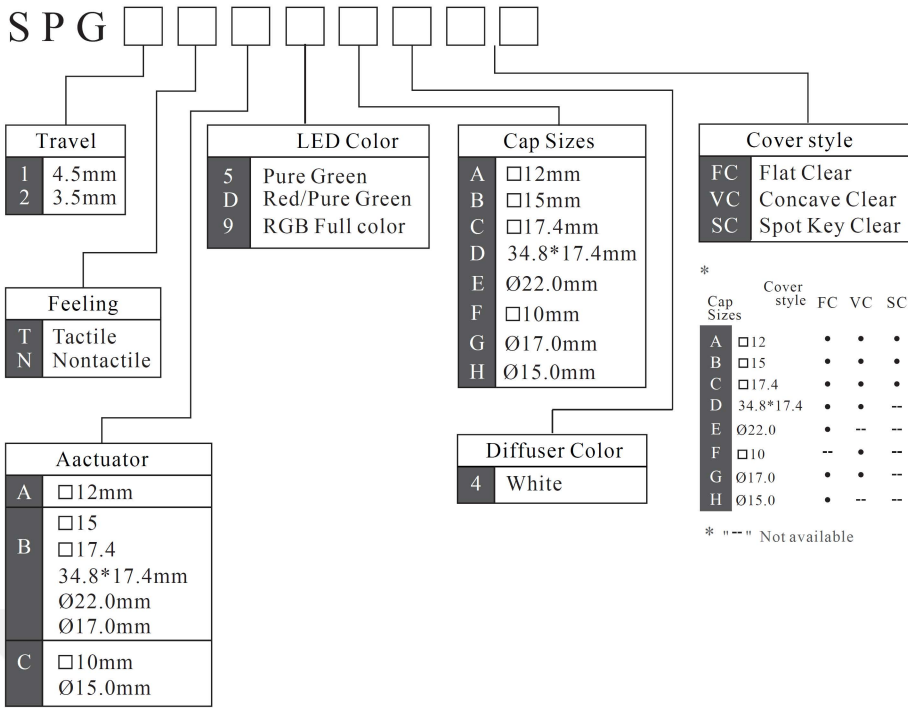 SPG □ □ □ □ □ □ □ □
Travel
1 4.5mm
2 3.5mm
Feeling
T Tactile
N Nontactile
Aactuator
A □12mm
B □15
□17.4
34.8*17.4mm
Ø22.0mm
Ø17.0mm
C □10mm
Ø15.0mm
LED Color
5 Pure Green
D Red/Pure Green
9 RGB Full color
Cap Sizes
A □12mm
B □15mm
C □17.4mm
D 34.8*17.4mm
E Ø22.0mm
F □10mm
G Ø17.0mm
H Ø15.0mm
Diffuser Color
4 White
Cover style
FC Flat Clear
VC Concave Clear
SC Spot Key Clear
*
Cover
style FC VC SC
Cap
Sizes
A □12 • • •
B □15 • • •
C □17.4 • • •
D 34.8*17.4 • • --
E Ø22.0 • -- --
F □10 -- • --
G Ø17.0 • • --
H Ø15.0 • -- --
* "--" Not available